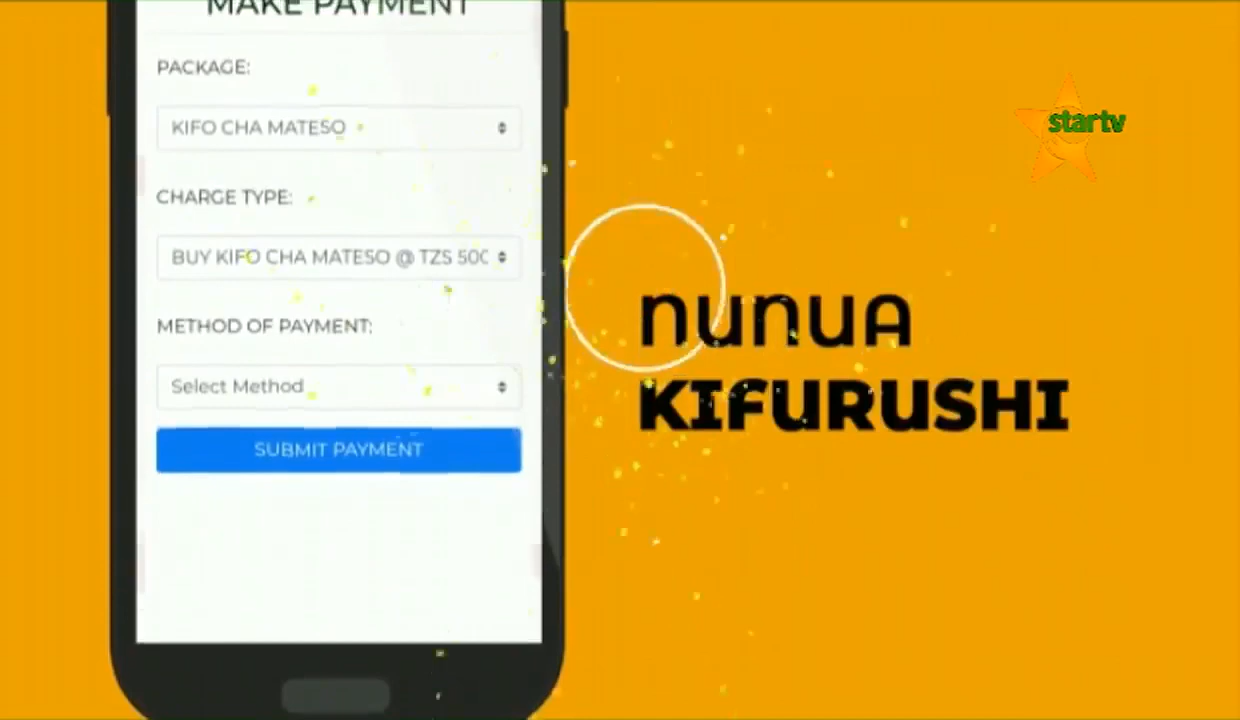 MAKE PAYMENT
PACKAGE:
KIFO CHA MATESO
CHARGE TYPE:
BUY KIFO CHA MATESO @ TZS 500
METHOD OF PAYMENT:
Select Method
SUBMIT PAYMENT
startv
nunuA
KIFURUSHI